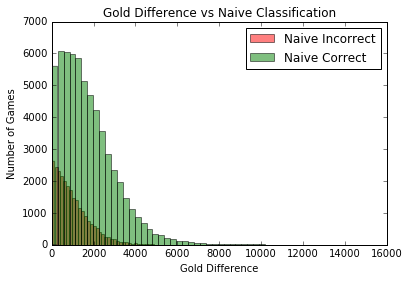 Gold Difference vs Naive Classification
Naive Incorrect
Naive Correct
Number of Games
7000
6000
5000
4000
3000
2000
1000
0
0 2000 4000 6000 8000 10000 12000 14000 16000
Gold Difference